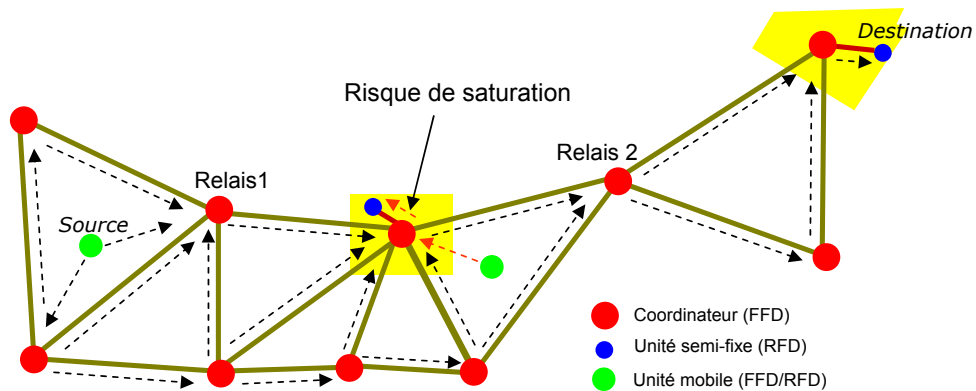 Destination
Risque de saturation
Relais 2
Relais1
Source
Coordinateur (FFD)
Unité semi-fixe (RFD)
Unité mobile (FFD/RFD)